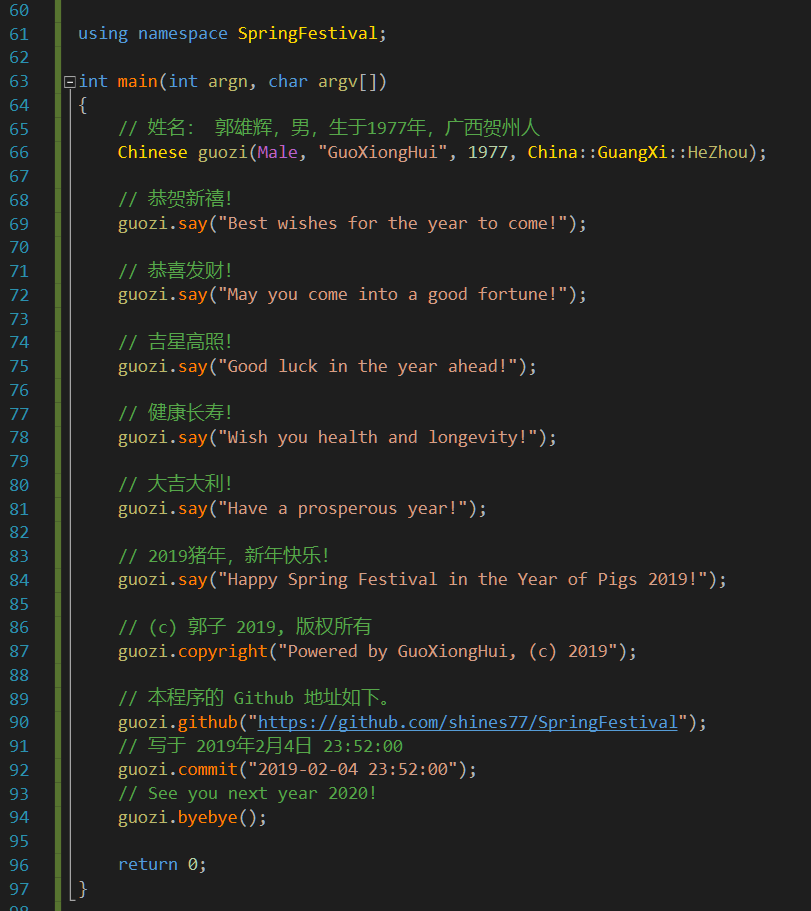 60
61 using namespace SpringFestival;
62
63 int main(int argn, char argv[])
64 {
65 // 姓名: 郭雄辉, 男, 生于1977年, 广西贺州人
66 Chinese guozi(Male, "GuoXiongHui", 1977, China::GuangXi::HeZhou);
67
68 // 恭贺新禧!
69 guozi.say("Best wishes for the year to come!");
70
71 // 恭喜发财!
72 guozi.say("May you come into a good fortune!");
73
74 // 吉星高照!
75 guozi.say("Good luck in the year ahead!");
76
77 // 健康长寿!
78 guozi.say("Wish you health and longevity!");
79
80 // 大吉大利!
81 guozi.say("Have a prosperous year!");
82
83 // 2019猪年, 新年快乐!
84 guozi.say("Happy Spring Festival in the Year of Pigs 2019!");
85
86 // (c) 郭子 2019, 版权所有
87 guozi.copyright("Powered by GuoXiongHui, (c) 2019");
88
89 // 本程序的 Github 地址如下。
90 guozi.github("https://github.com/shines77/SpringFestival");
91 // 写于 2019年2月4日 23:52:00
92 guozi.commit("2019-02-04 23:52:00");
93 // See you next year 2020!
94 guozi.byebye();
95
96 return 0;
97 }
98